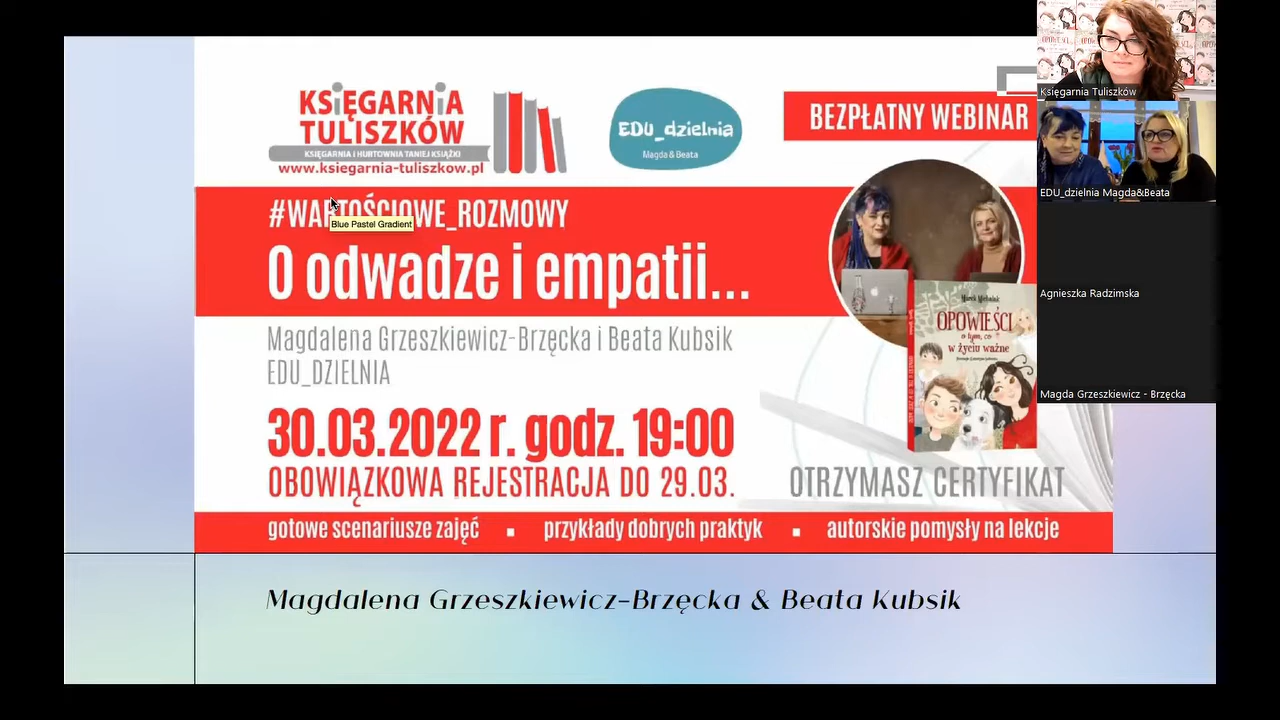 KSIĘGARNiA
TULISZKÓW
KSIĘGARNIA I HURTOWNIA TANIEJ KSIĄŻKI
www.ksiegarnia-tuliszkow.pl
EDU_dzielnia
Magda & Beata
BEZPŁATNY WEBINAR
#WARTOŚCIOWE_ROZMOWY
Blue Pastel Gradient
O odwadze i empatii...
Magdalena Grzeszkiewicz-Brzęcka i Beata Kubsik
EDU_DZIELNIA
30.03.2022 r. godz. 19:00
OBOWIĄZKOWA REJESTRACJA DO 29.03.
Marek Michalak
OPOWIEŚCI
o tym, co
w życiu ważne
OTRZYMASZ CERTYFIKAT
gotowe scenariusze zajęć ▪ przykłady dobrych praktyk ▪ autorskie pomysły na lekcje
Magdalena Grzeszkiewicz-Brzęcka & Beata Kubsik
Księgarnia Tuliszków
EDU_dzielnia Magda&Beata
Agnieszka Radzimska
Magda Grzeszkiewicz - Brzęcka